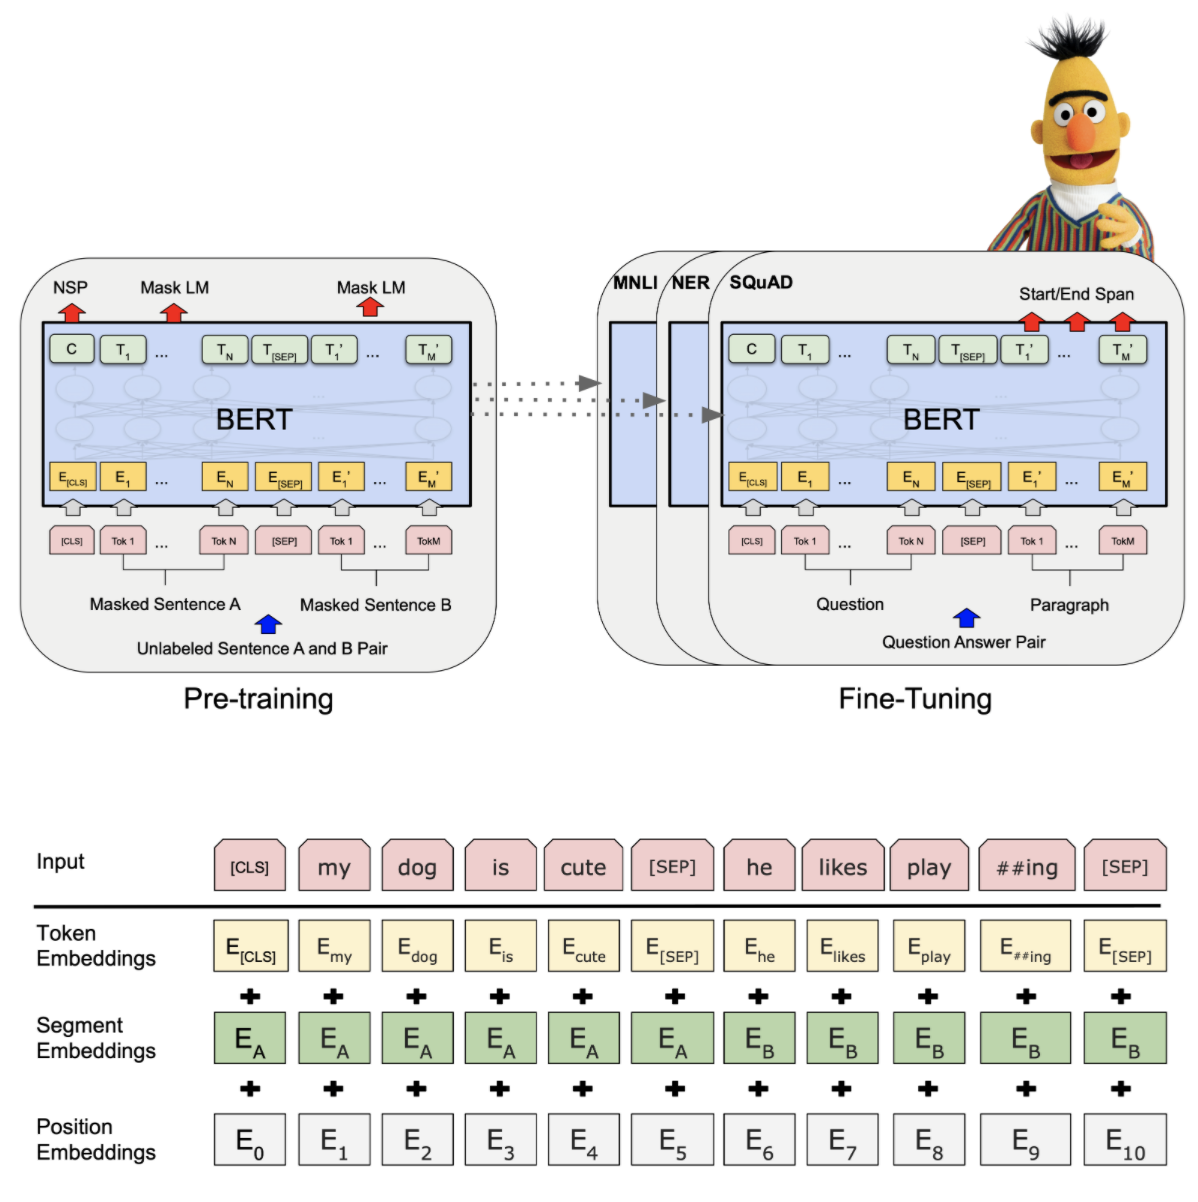 NSP Mask LM Mask LM
C T1 ... TN T[SEP] T1' ... TM'
BERT
E[CLS] E1 ... EN E[SEP] E1' ... EM'
[CLS] Tok 1 ... Tok N [SEP] Tok 1 ... TokM
Masked Sentence A Masked Sentence B
Unlabeled Sentence A and B Pair
Pre-training
MNLI NER SQuAD
Start/End Span
C T1 ... TN T[SEP] T1' ... TM'
BERT
E[CLS] E1 ... EN E[SEP] E1' ... EM'
[CLS] Tok 1 ... Tok N [SEP] Tok 1 ... TokM
Question Paragraph
Question Answer Pair
Fine-Tuning
Input [CLS] my dog is cute [SEP] he likes play ##ing [SEP]
Token
Embeddings
E[CLS] Emy Edog Eis Ecute E[SEP] Ehe Elikes Eplay E##ing E[SEP]
+ + + + + + + + + + +
Segment
Embeddings
EA EA EA EA EA EA EB EB EB EB EB
+ + + + + + + + + + +
Position
Embeddings
E0 E1 E2 E3 E4 E5 E6 E7 E8 E9 E10